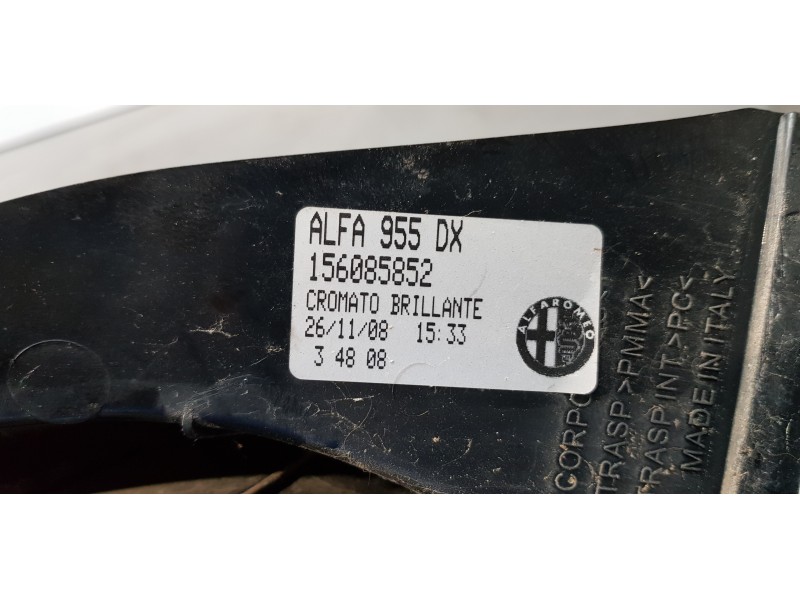 ALFA 955 DX
156085852
CROMATO BRILLANTE
26/11/08 15:33
3 48 08
ALFA ROMEO
TRASP >PMMA<
TRASP INT >PC<
MADE IN ITALY